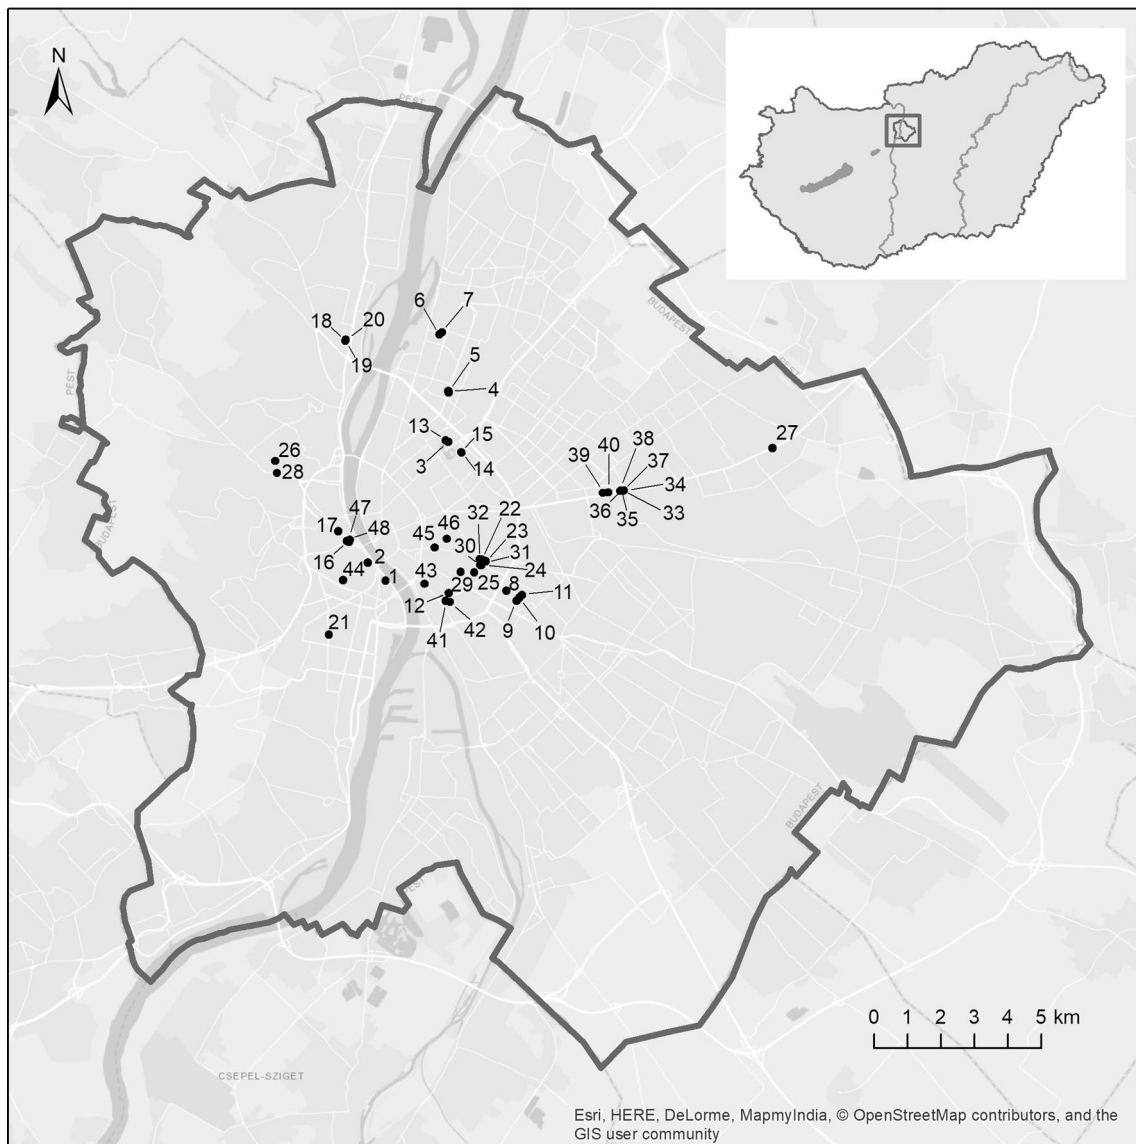 N
PEST
BUDAPEST
PEST
PEST
BUDAPEST
6 7
18 20
19
5
4
13 15
3 14
26
28
27
39 40 38
37
34
36 35 33
47
17 48
16 2
44 1
21
32 22
46 23
45 31
30 24
43 29 25 8 11
12
41 42 9 10
BUDAPEST
PEST
CSEPEL-SZIGET
0 1 2 3 4 5 km
Esri, HERE, DeLorme, MapmyIndia, © OpenStreetMap contributors, and the
GIS user community